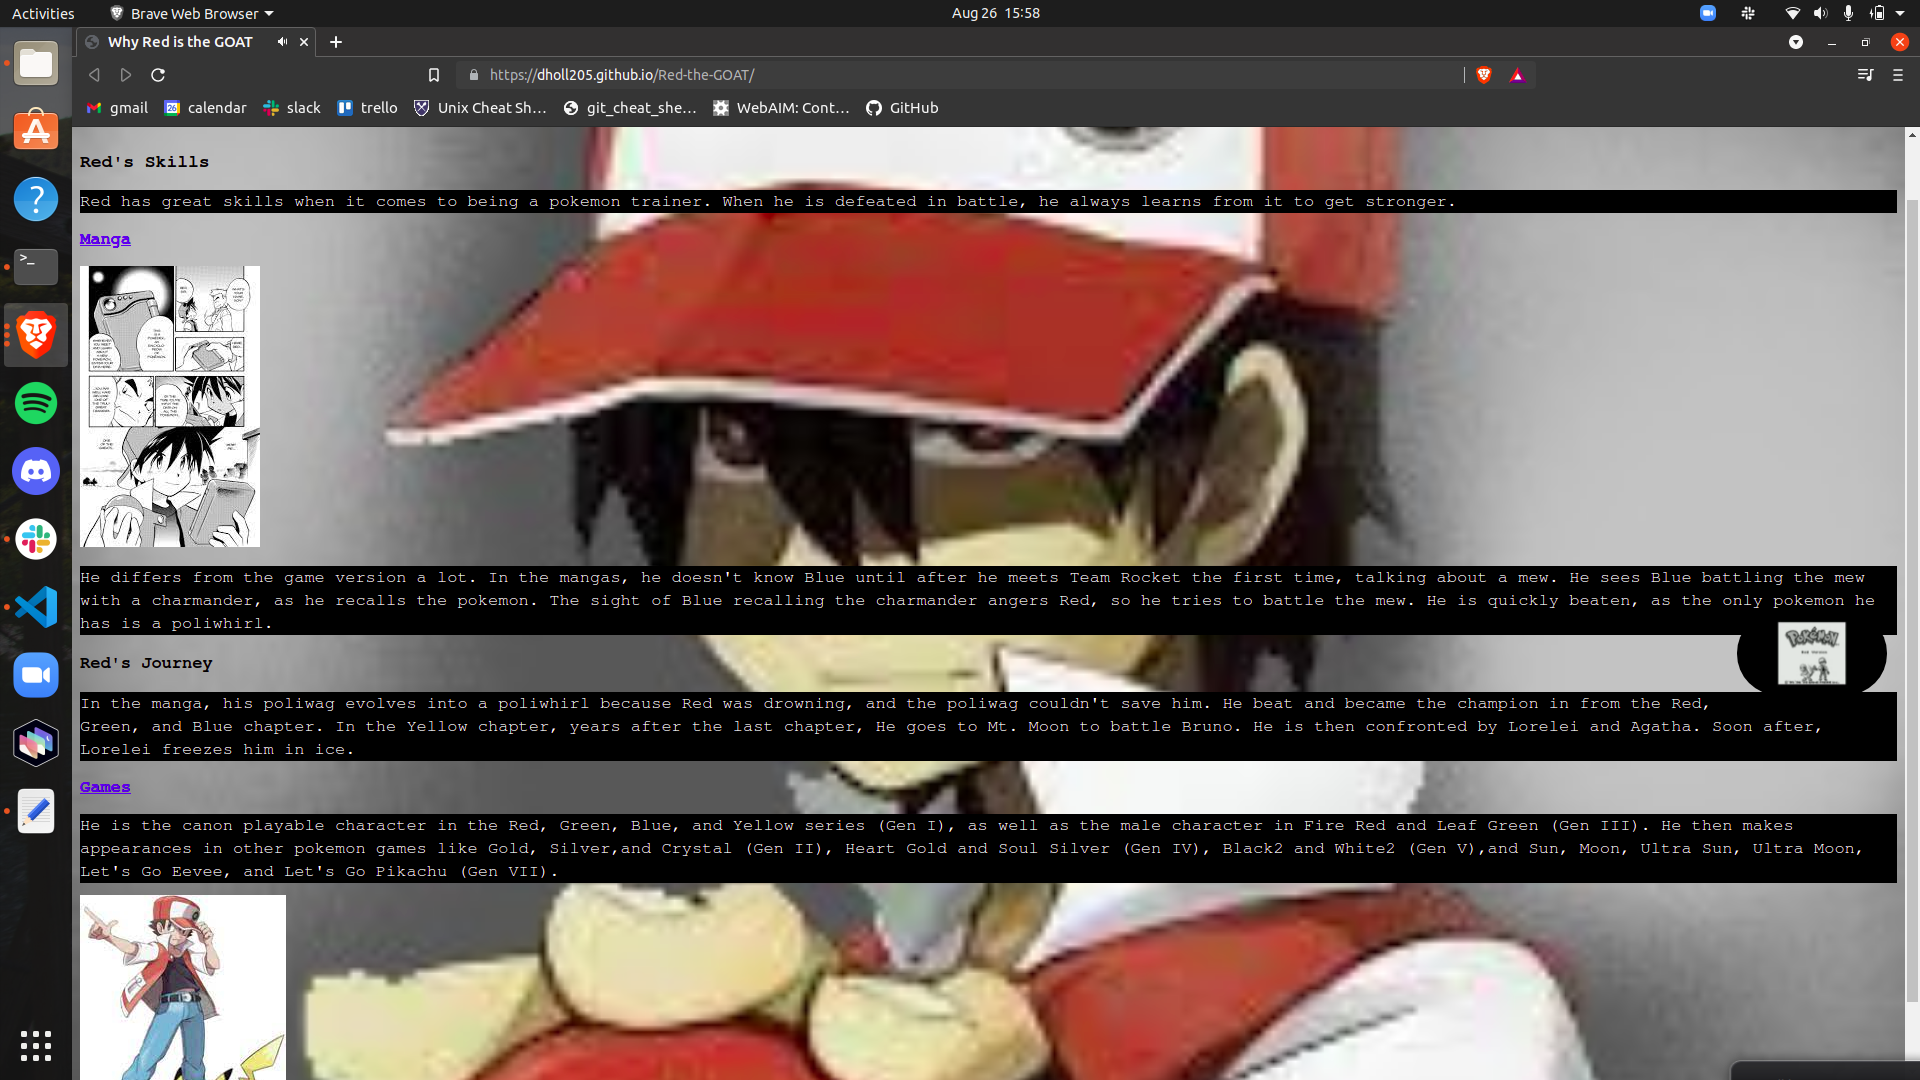 Activities
Brave Web Browser
Aug 26 15:58
Why Red is the GOAT
https://dholl205.github.io/Red-the-GOAT/
gmail
calendar
slack
trello
Unix Cheat Sh...
git_cheat_she...
WebAIM: Cont...
GitHub
Red's Skills
Red has great skills when it comes to being a pokemon trainer. When he is defeated in battle, he always learns from it to get stronger.
Manga
He differs from the game version a lot. In the mangas, he doesn't know Blue until after he meets Team Rocket the first time, talking about a mew. He sees Blue battling the mew
with a charmander, as he recalls the pokemon. The sight of Blue recalling the charmander angers Red, so he tries to battle the mew. He is quickly beaten, as the only pokemon he
has is a poliwhirl.
Pokémon
Red's Journey
In the manga, his poliwag evolves into a poliwhirl because Red was drowning, and the poliwag couldn't save him. He beat and became the champion in from the Red,
Green, and Blue chapter. In the Yellow chapter, years after the last chapter, He goes to Mt. Moon to battle Bruno. He is then confronted by Lorelei and Agatha. Soon after,
Lorelei freezes him in ice.
Games
He is the canon playable character in the Red, Green, Blue, and Yellow series (Gen I), as well as the male character in Fire Red and Leaf Green (Gen III). He then makes
appearances in other pokemon games like Gold, Silver,and Crystal (Gen II), Heart Gold and Soul Silver (Gen IV), Black2 and White2 (Gen V),and Sun, Moon, Ultra Sun, Ultra Moon,
Let's Go Eevee, and Let's Go Pikachu (Gen VII).